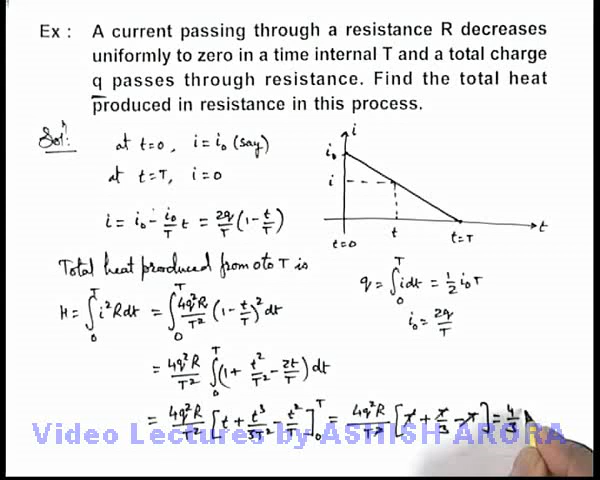 Ex : A current passing through a resistance R decreases
uniformly to zero in a time internal T and a total charge
q passes through resistance. Find the total heat
produced in resistance in this process.
Solⁿ.
at t=0, i = i₀ (say)
at t=T, i = 0
i = i₀ - i₀/T t = 2q/T (1 - t/T)
i
i₀
i
t=0
t
t=T
t
Total heat produced from 0 to T is
q = ∫₀ᵀ i dt = 1/2 i₀T
i₀ = 2q/T
H = ∫₀ᵀ i²Rdt = ∫₀ᵀ 4q²R/T² (1 - t/T)² dt
= 4q²R/T² ∫₀ᵀ (1 + t²/T² - 2t/T) dt
= 4q²R/T² [t + t³/3T² - t²/T]₀ᵀ = 4q²R/T² [T + T/3 - T] = 4/3
Video Lectures by ASHISH ARORA